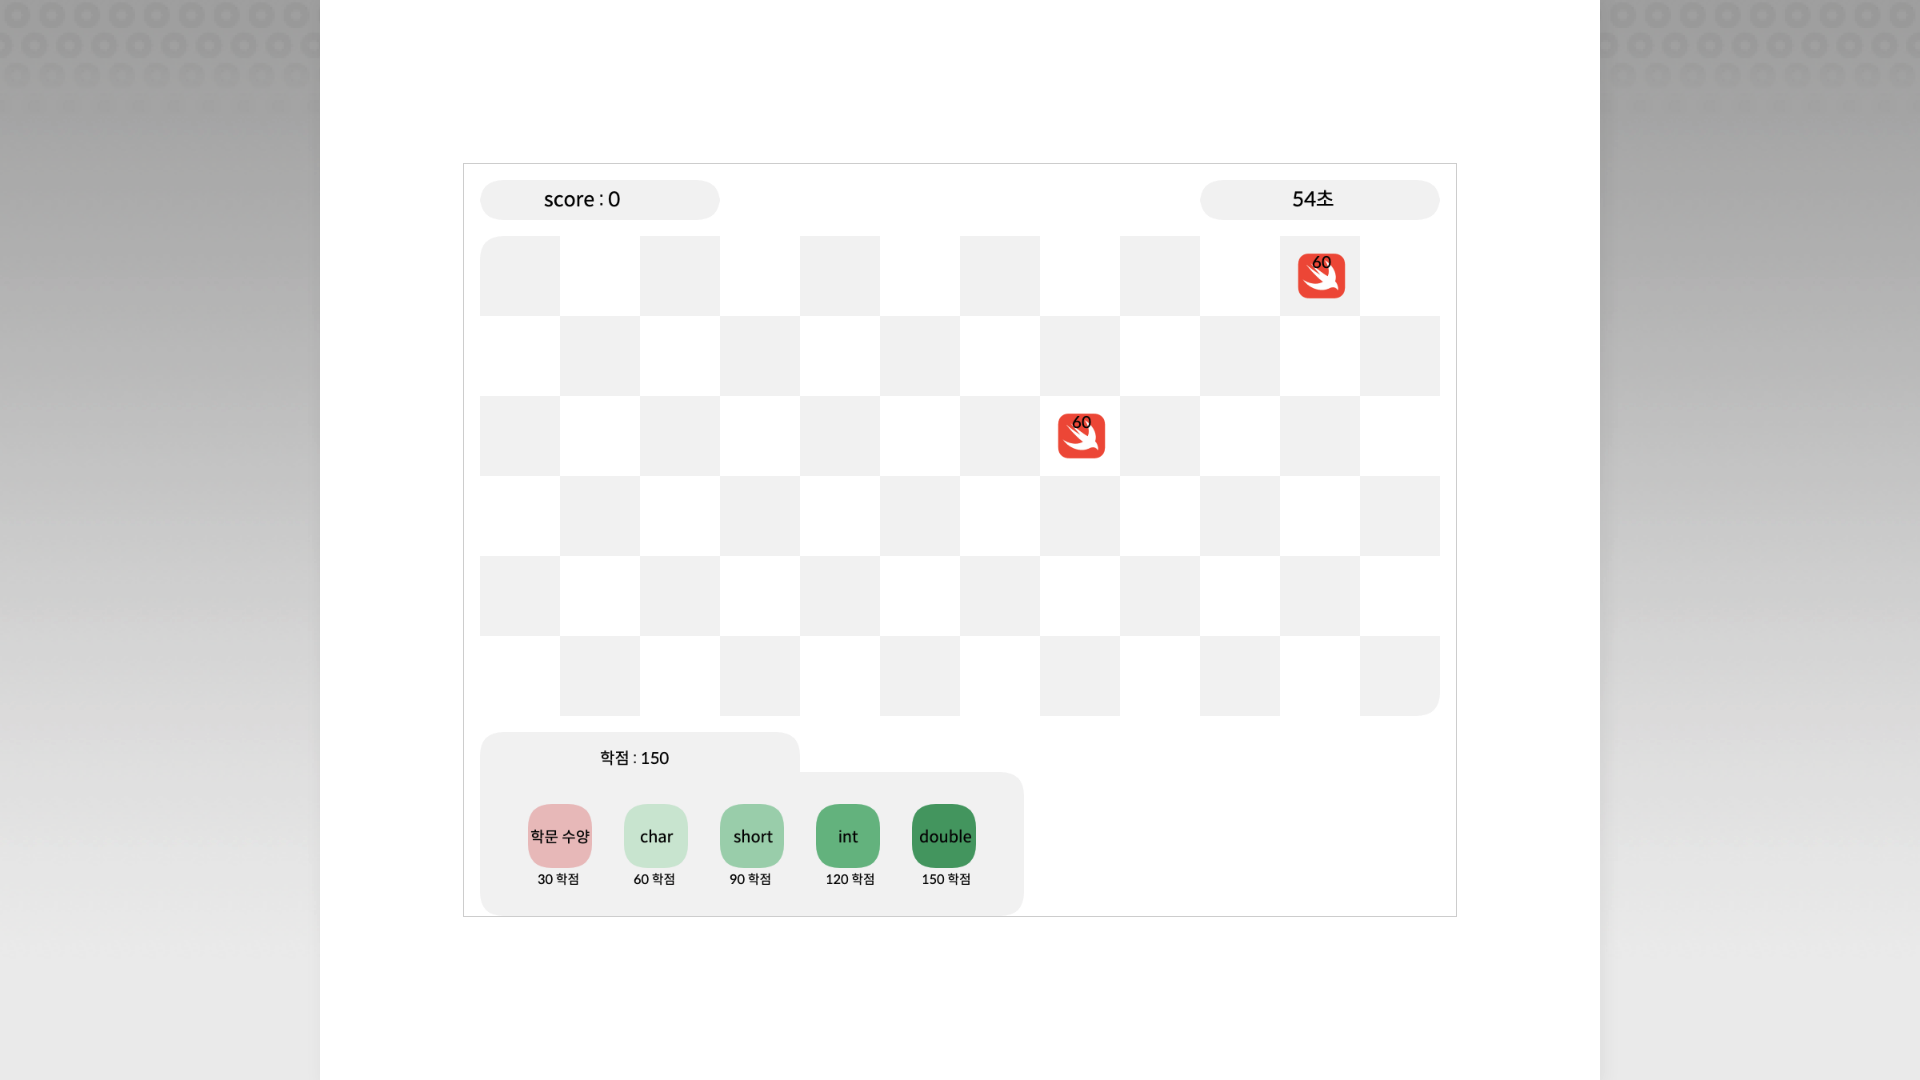 score : 0
54초
60
60
학점 : 150
학문 수양
char
short
int
double
30 학점
60 학점
90 학점
120 학점
150 학점